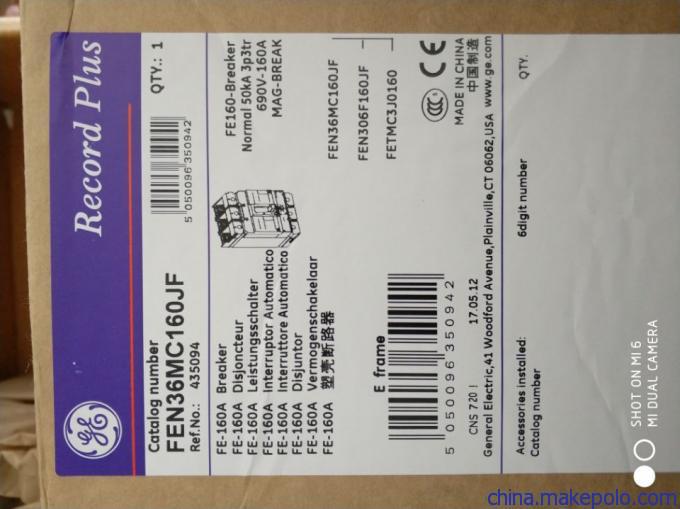 Record Plus
GE
Catalog number
FEN36MC160JF
Ref.No.: 435094
QTY.: 1
5 050096 350942
FE-160A Breaker
FE-160A Disjoncteur
FE-160A Leistungsschalter
FE-160A Interruptor Automatico
FE-160A Interruttore Automatico
FE-160A Disjuntor
FE-160A Vermogenschakelaar
FE-160A 塑壳断路器
FE160-Breaker
Normal 50kA 3p3tr
690V-160A
MAG-BREAK
FEN36MC160JF
FEN306F160JF
FETMC3J0160
E frame
5 050096 350942
CCC
CE
CNS 720I
17.05.12
MADE IN CHINA
中国制造
General Electric,41 Woodford Avenue,Plainville,CT 06062,USA www.ge.com
Accessories installed:
Catalog number
6digit number
QTY.
SHOT ON MI 6
MI DUAL CAMERA
china.makepolo.com